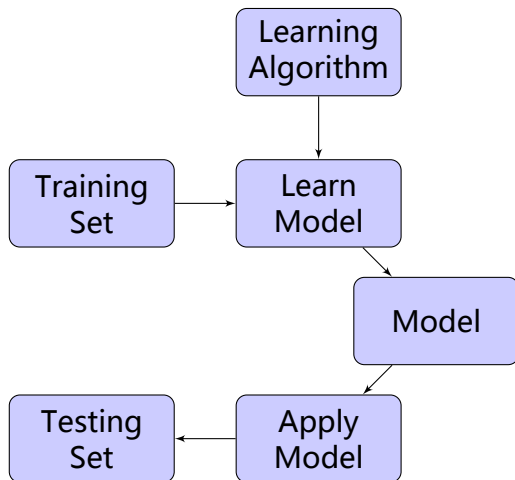 Learning
Algorithm
Training
Set
Learn
Model
Model
Testing
Set
Apply
Model